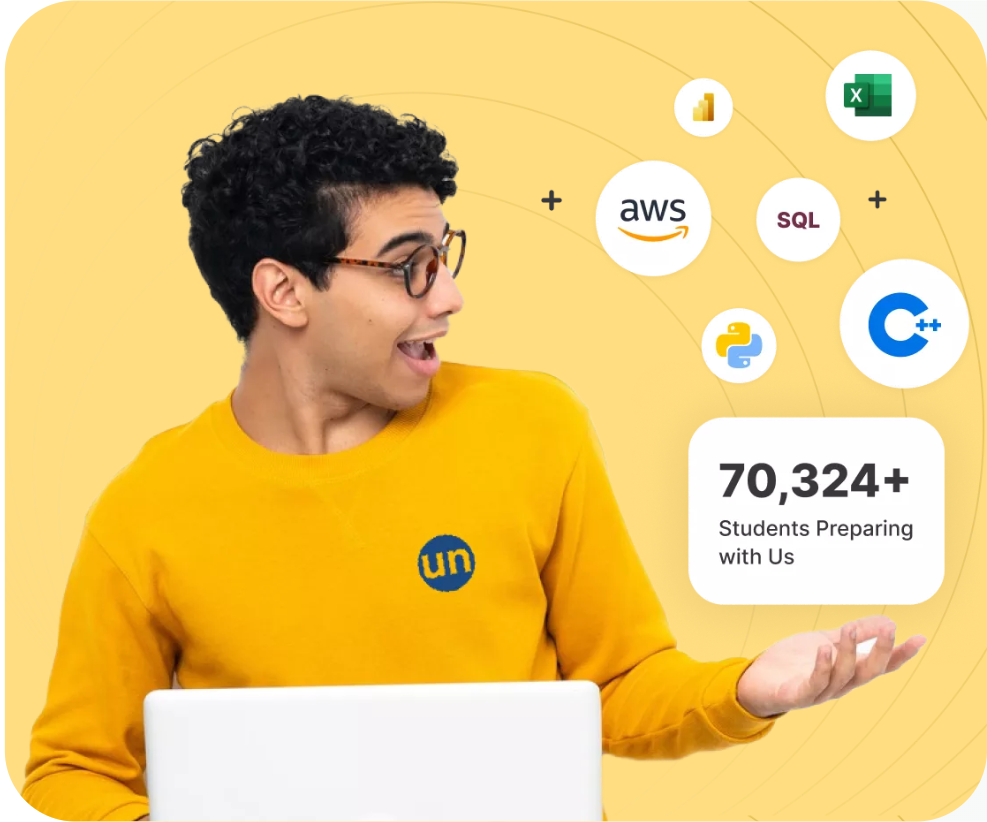 X
aws
SQL
C++
70,324+
Students Preparing
with Us
un